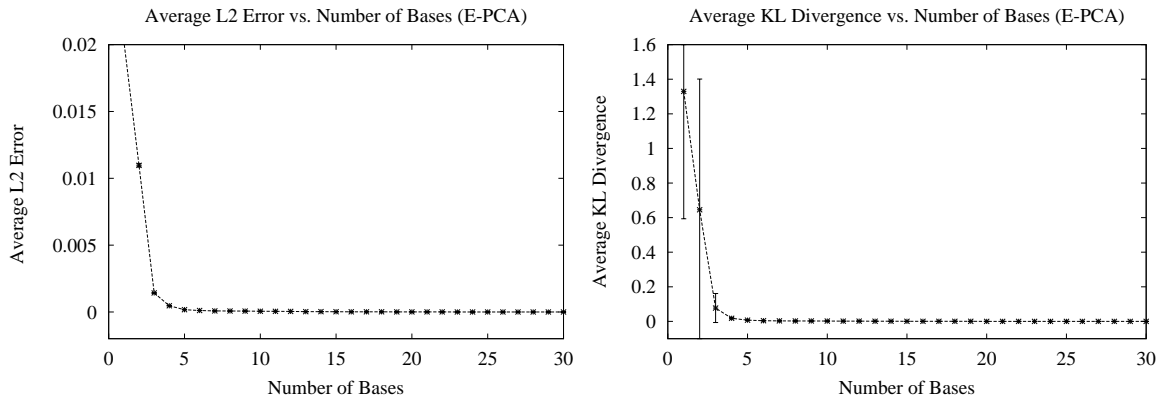 Average L2 Error vs. Number of Bases (E-PCA)
0.02
0.015
0.01
0.005
0
Average L2 Error
0 5 10 15 20 25 30
Number of Bases
Average KL Divergence vs. Number of Bases (E-PCA)
1.6
1.4
1.2
1
0.8
0.6
0.4
0.2
0
Average KL Divergence
0 5 10 15 20 25 30
Number of Bases